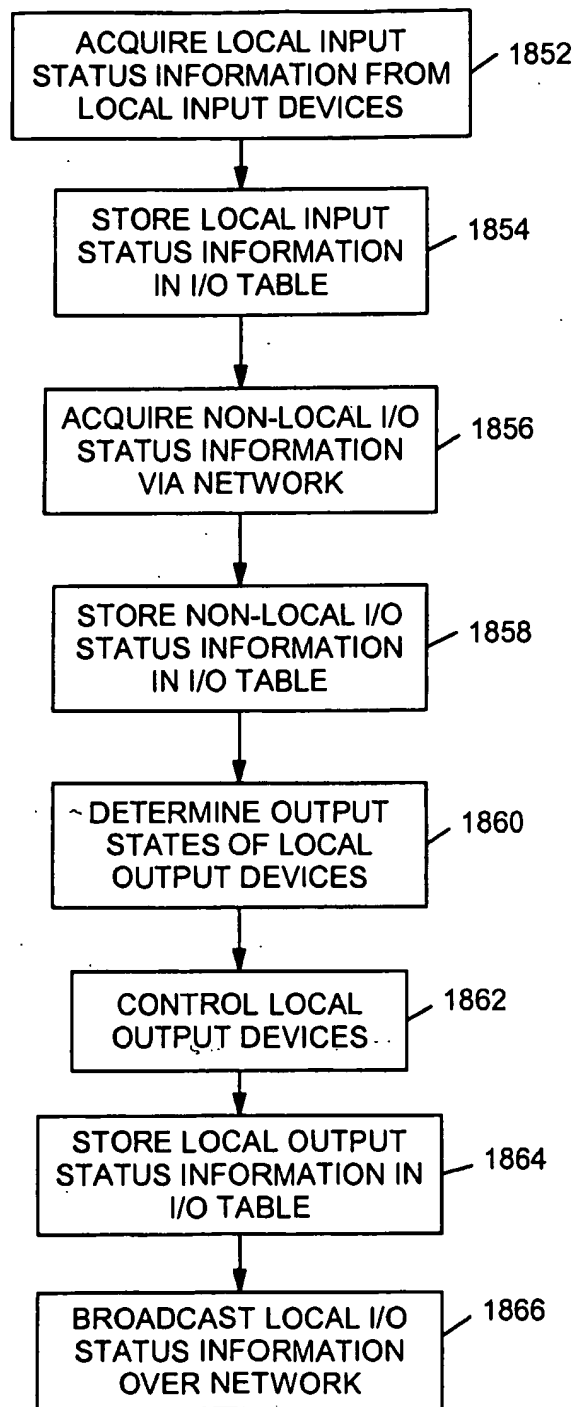 ACQUIRE LOCAL INPUT
STATUS INFORMATION FROM
LOCAL INPUT DEVICES
1852
STORE LOCAL INPUT
STATUS INFORMATION
IN I/O TABLE
1854
ACQUIRE NON-LOCAL I/O
STATUS INFORMATION
VIA NETWORK
1856
STORE NON-LOCAL I/O
STATUS INFORMATION
IN I/O TABLE
1858
DETERMINE OUTPUT
STATES OF LOCAL
OUTPUT DEVICES
1860
CONTROL LOCAL
OUTPUT DEVICES
1862
STORE LOCAL OUTPUT
STATUS INFORMATION IN
I/O TABLE
1864
BROADCAST LOCAL I/O
STATUS INFORMATION
OVER NETWORK
1866